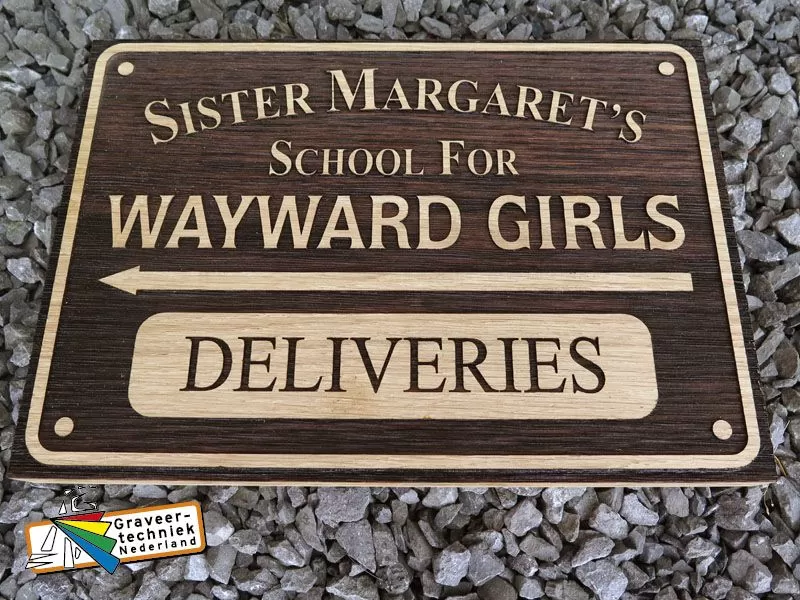 SISTER MARGARET'S
SCHOOL FOR
WAYWARD GIRLS
DELIVERIES
Graveer-
techniek
Nederland